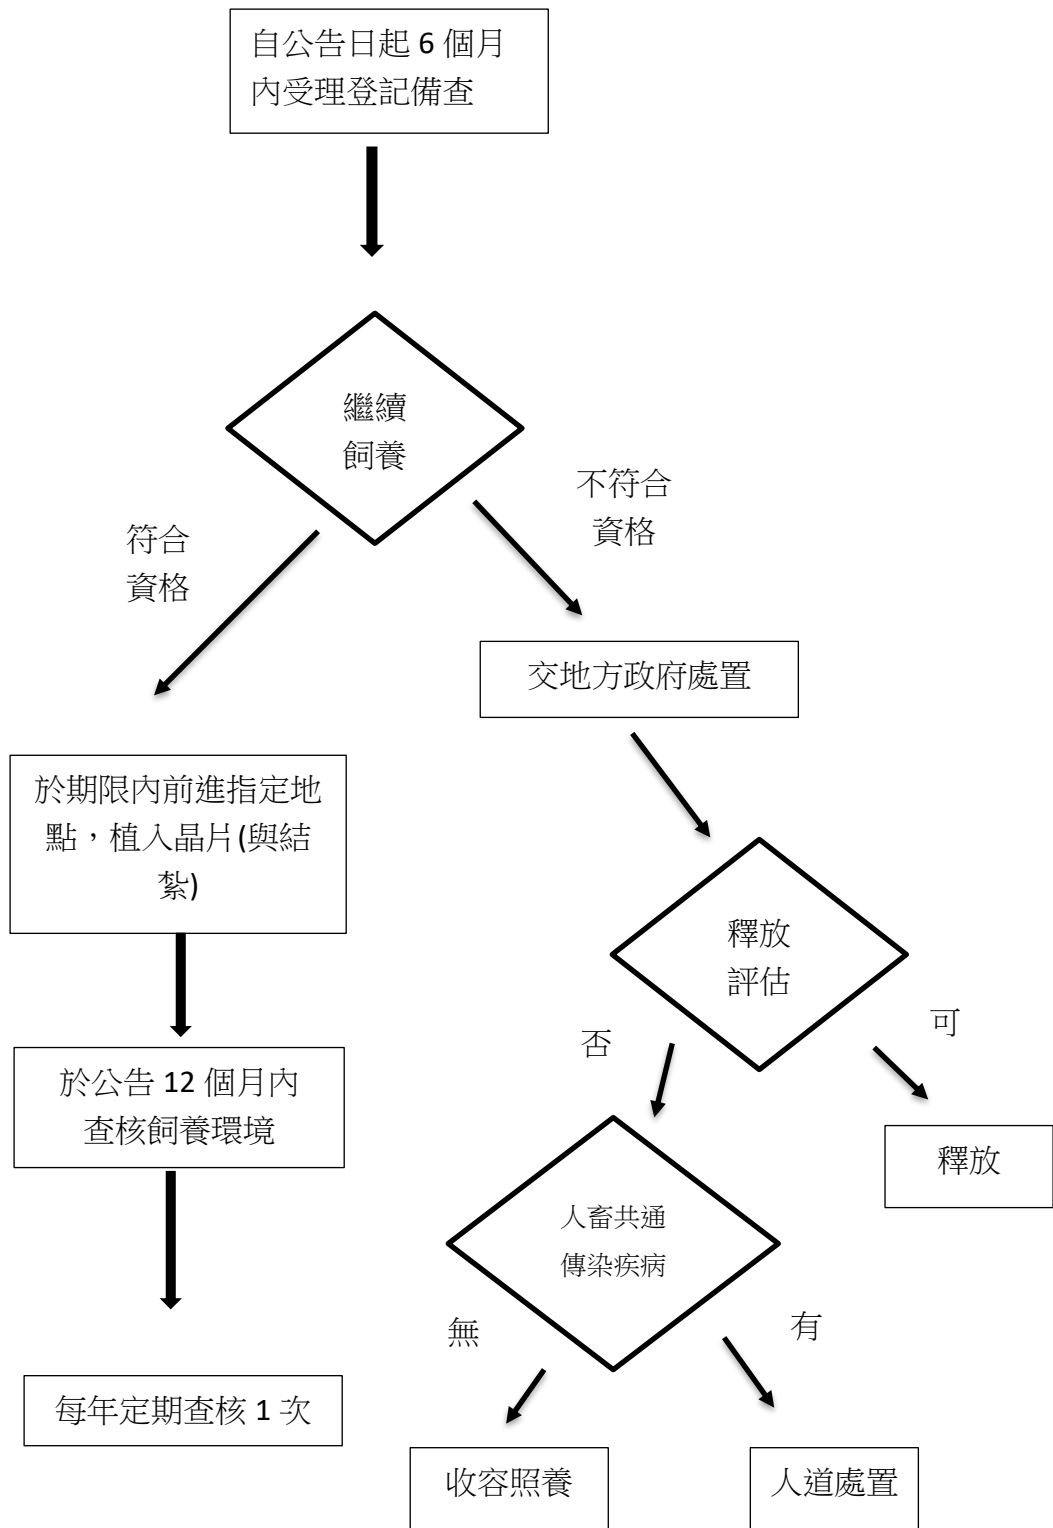 自公告日起 6 個月
內受理登記備查
繼續
飼養
符合
資格
不符合
資格
交地方政府處置
於期限內前進指定地
點，植入晶片(與結
紮)
釋放
評估
否
可
於公告 12 個月內
查核飼養環境
釋放
人畜共通
傳染疾病
無
有
每年定期查核 1 次
收容照養
人道處置